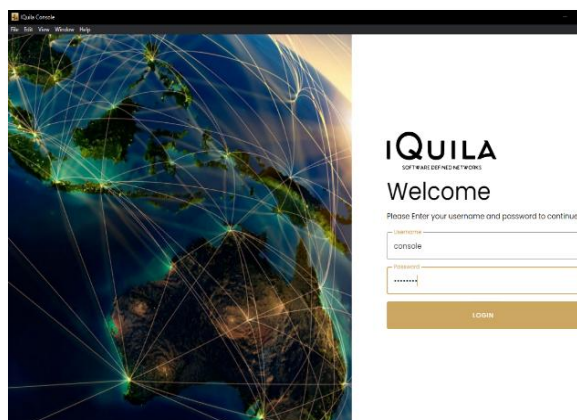 iQuila Console
File Edit View Window Help
iQUILA
SOFTWARE DEFINED NETWORKS
Welcome
Please Enter your username and password to continue
Username
console
Password
••••••••
LOGIN